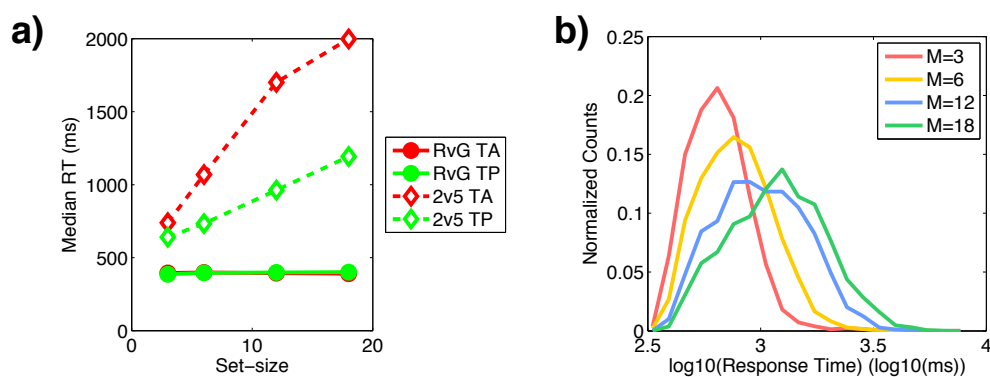 a)
2000
1500
1000
500
0
0
10
20
Median RT (ms)
Set-size
RvG TA
RvG TP
2v5 TA
2v5 TP
b)
0.25
0.2
0.15
0.1
0.05
0
2.5
3
3.5
4
Normalized Counts
log10(Response Time) (log10(ms))
M=3
M=6
M=12
M=18